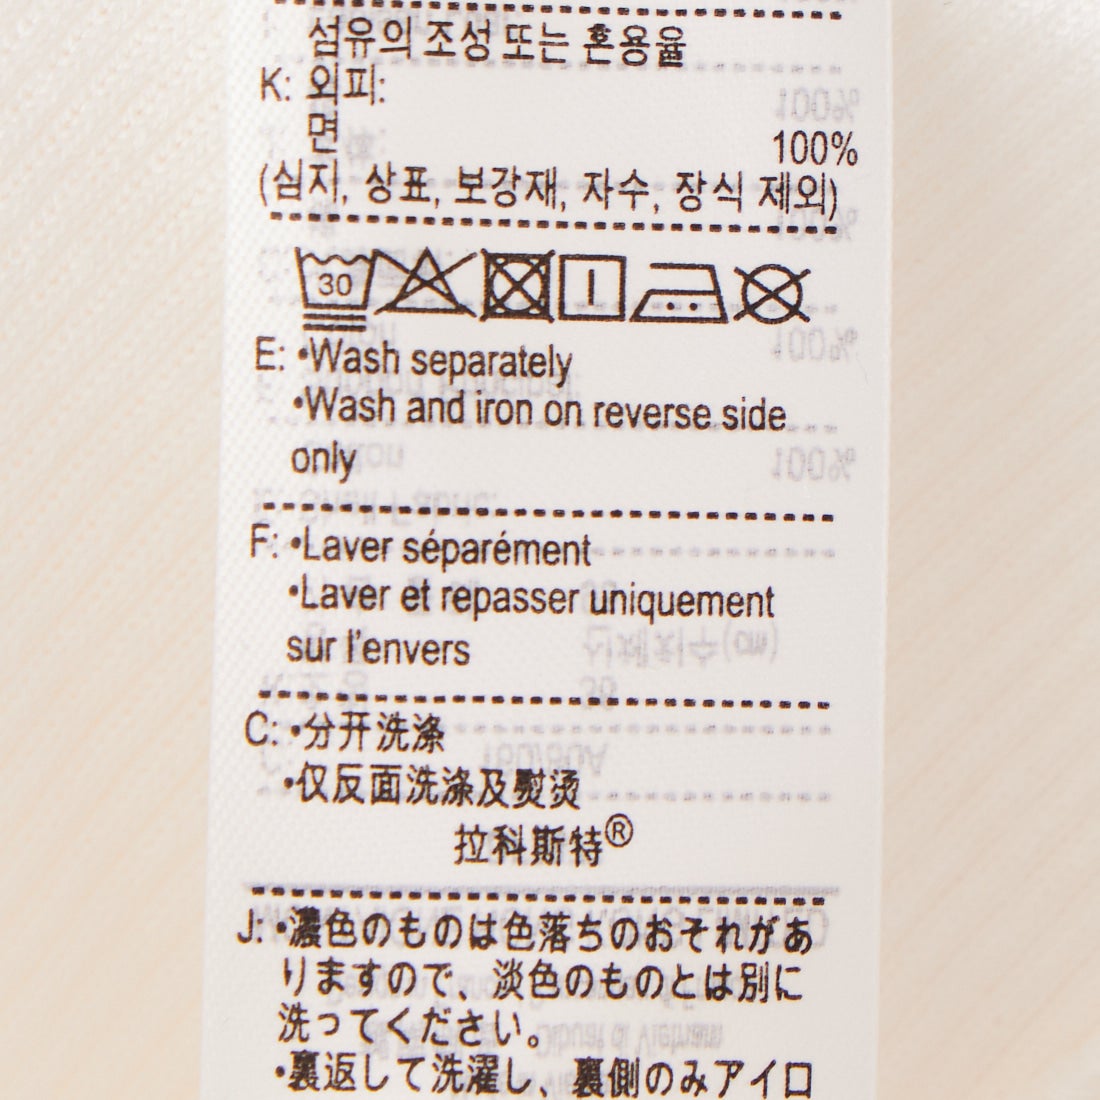 섬유의 조성 또는 혼용율
K: 외피:
면 100%
(심지, 상표, 보강재, 자수, 장식 제외)
30
E: •Wash separately
•Wash and iron on reverse side
only
F: •Laver séparément
•Laver et repasser uniquement
sur l'envers
C: •分开洗涤
•仅反面洗涤及熨烫
拉科斯特®
J: •濃色のものは色落ちのおそれがあ
りますので、淡色のものとは別に
洗ってください。
•裏返して洗濯し、裏側のみアイロ